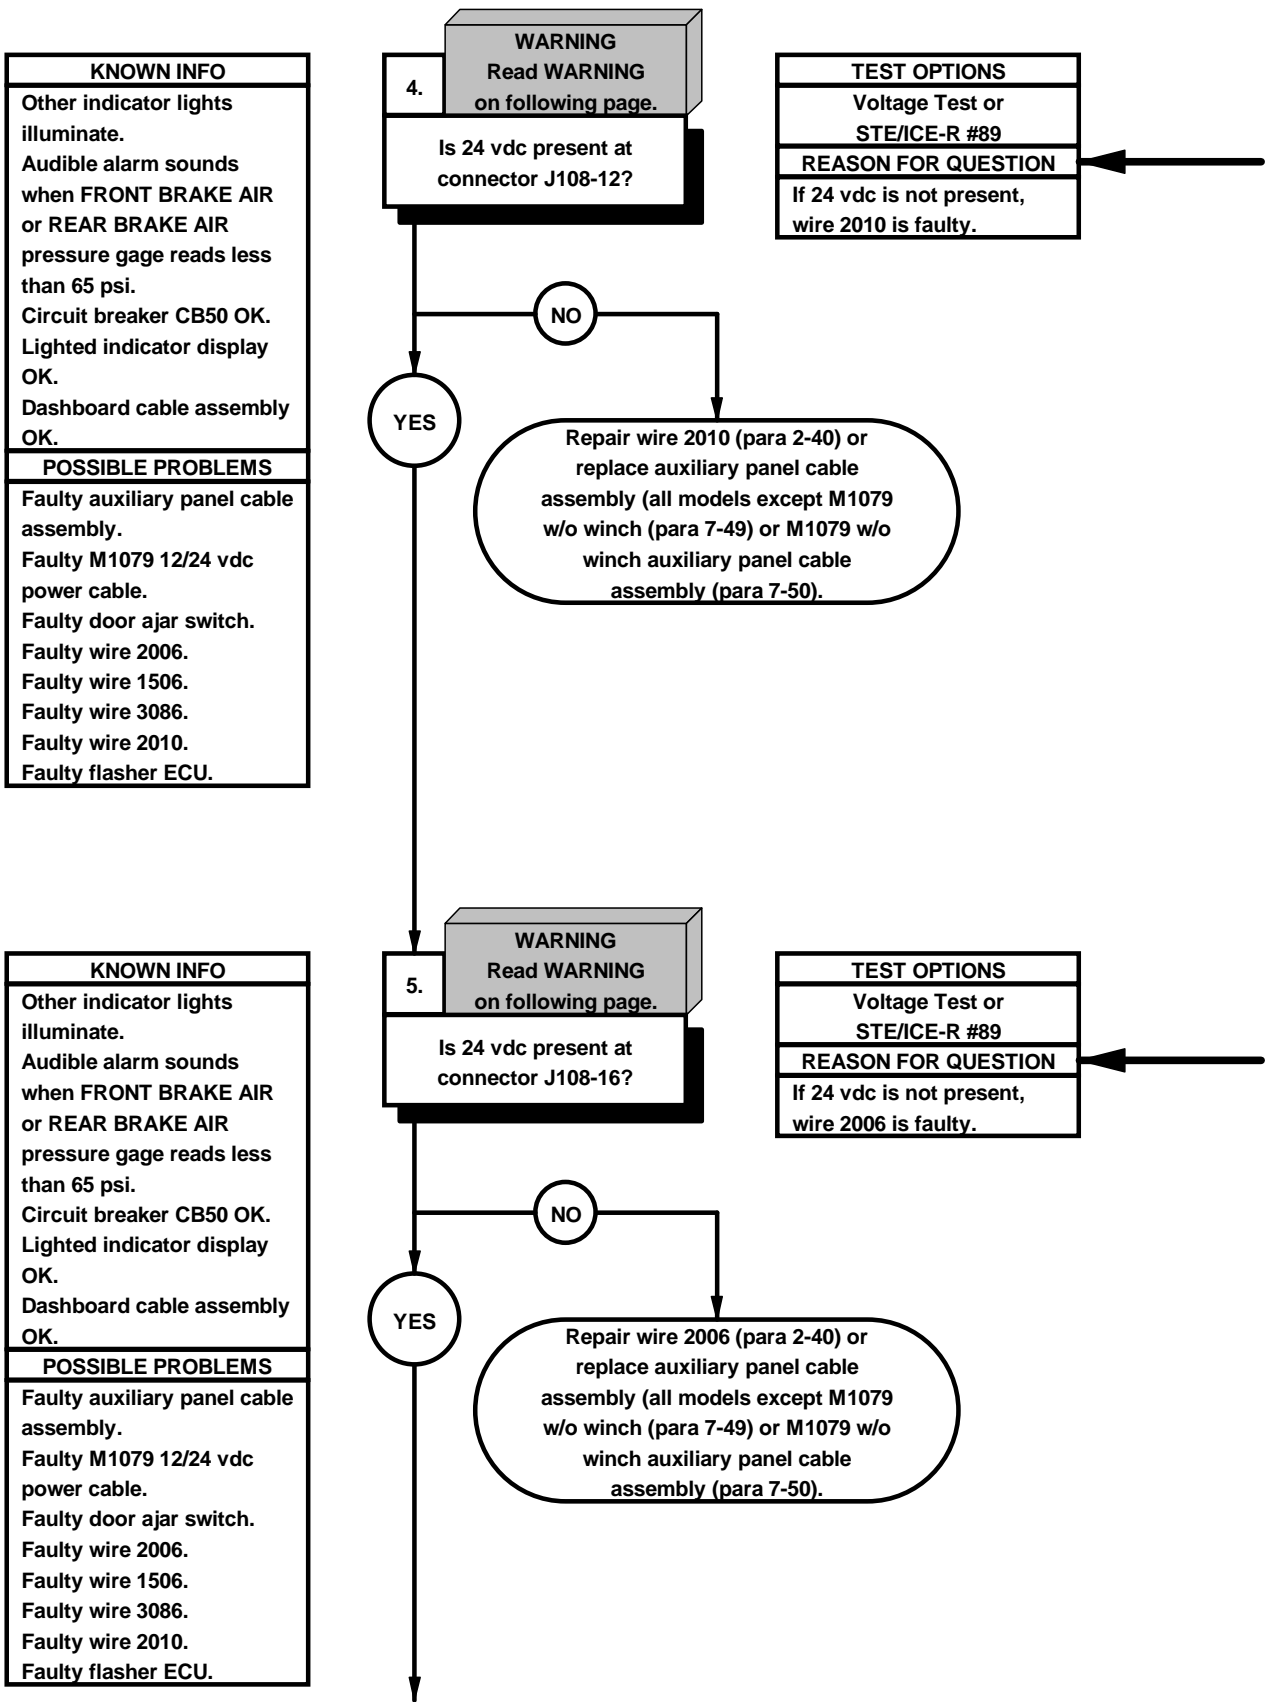 KNOWN INFO
Other indicator lights
illuminate.
Audible alarm sounds
when FRONT BRAKE AIR
or REAR BRAKE AIR
pressure gage reads less
than 65 psi.
Circuit breaker CB50 OK.
Lighted indicator display
OK.
Dashboard cable assembly
OK.
POSSIBLE PROBLEMS
Faulty auxiliary panel cable
assembly.
Faulty M1079 12/24 vdc
power cable.
Faulty door ajar switch.
Faulty wire 2006.
Faulty wire 1506.
Faulty wire 3086.
Faulty wire 2010.
Faulty flasher ECU.
4.
WARNING
Read WARNING
on following page.
Is 24 vdc present at
connector J108-12?
NO
YES
Repair wire 2010 (para 2-40) or
replace auxiliary panel cable
assembly (all models except M1079
w/o winch (para 7-49) or M1079 w/o
winch auxiliary panel cable
assembly (para 7-50).
TEST OPTIONS
Voltage Test or
STE/ICE-R #89
REASON FOR QUESTION
If 24 vdc is not present,
wire 2010 is faulty.
KNOWN INFO
Other indicator lights
illuminate.
Audible alarm sounds
when FRONT BRAKE AIR
or REAR BRAKE AIR
pressure gage reads less
than 65 psi.
Circuit breaker CB50 OK.
Lighted indicator display
OK.
Dashboard cable assembly
OK.
POSSIBLE PROBLEMS
Faulty auxiliary panel cable
assembly.
Faulty M1079 12/24 vdc
power cable.
Faulty door ajar switch.
Faulty wire 2006.
Faulty wire 1506.
Faulty wire 3086.
Faulty wire 2010.
Faulty flasher ECU.
5.
WARNING
Read WARNING
on following page.
Is 24 vdc present at
connector J108-16?
NO
YES
Repair wire 2006 (para 2-40) or
replace auxiliary panel cable
assembly (all models except M1079
w/o winch (para 7-49) or M1079 w/o
winch auxiliary panel cable
assembly (para 7-50).
TEST OPTIONS
Voltage Test or
STE/ICE-R #89
REASON FOR QUESTION
If 24 vdc is not present,
wire 2006 is faulty.